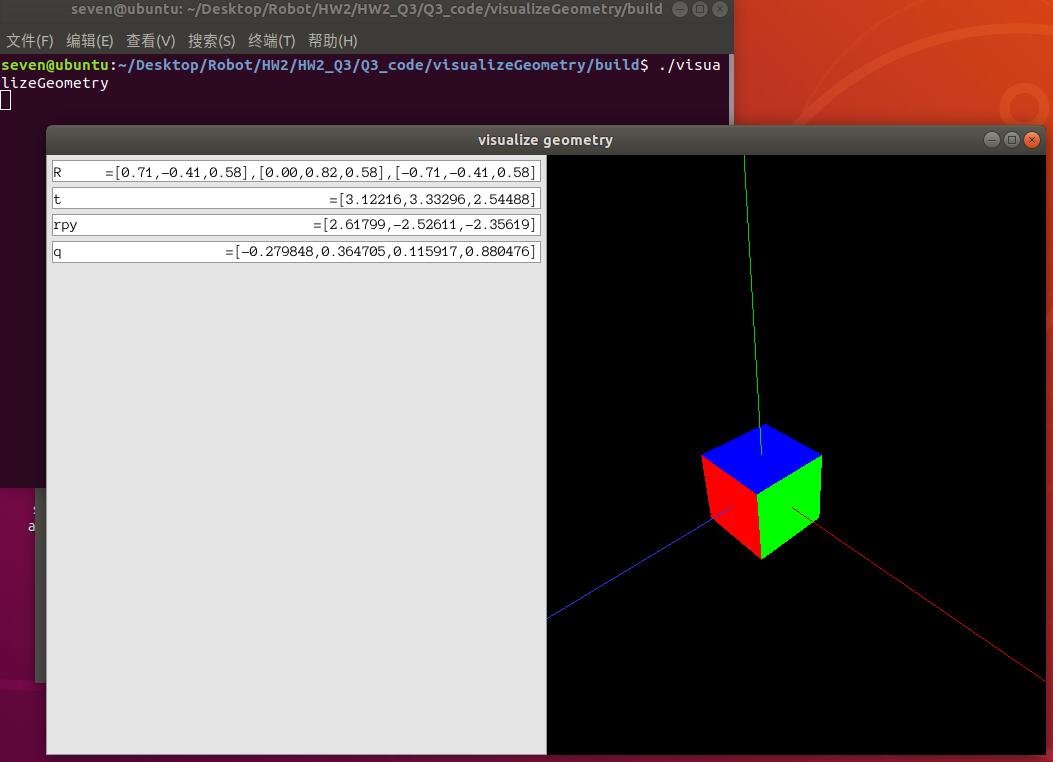 seven@ubuntu: ~/Desktop/Robot/HW2/HW2_Q3/Q3_code/visualizeGeometry/build
文件(F) 编辑(E) 查看(V) 搜索(S) 终端(T) 帮助(H)
seven@ubuntu:~/Desktop/Robot/HW2/HW2_Q3/Q3_code/visualizeGeometry/build$ ./visua
lizeGeometry
visualize geometry
R =[0.71,-0.41,0.58],[0.00,0.82,0.58],[-0.71,-0.41,0.58]
t =[3.12216,3.33296,2.54488]
rpy =[2.61799,-2.52611,-2.35619]
q =[-0.279848,0.364705,0.115917,0.880476]
a